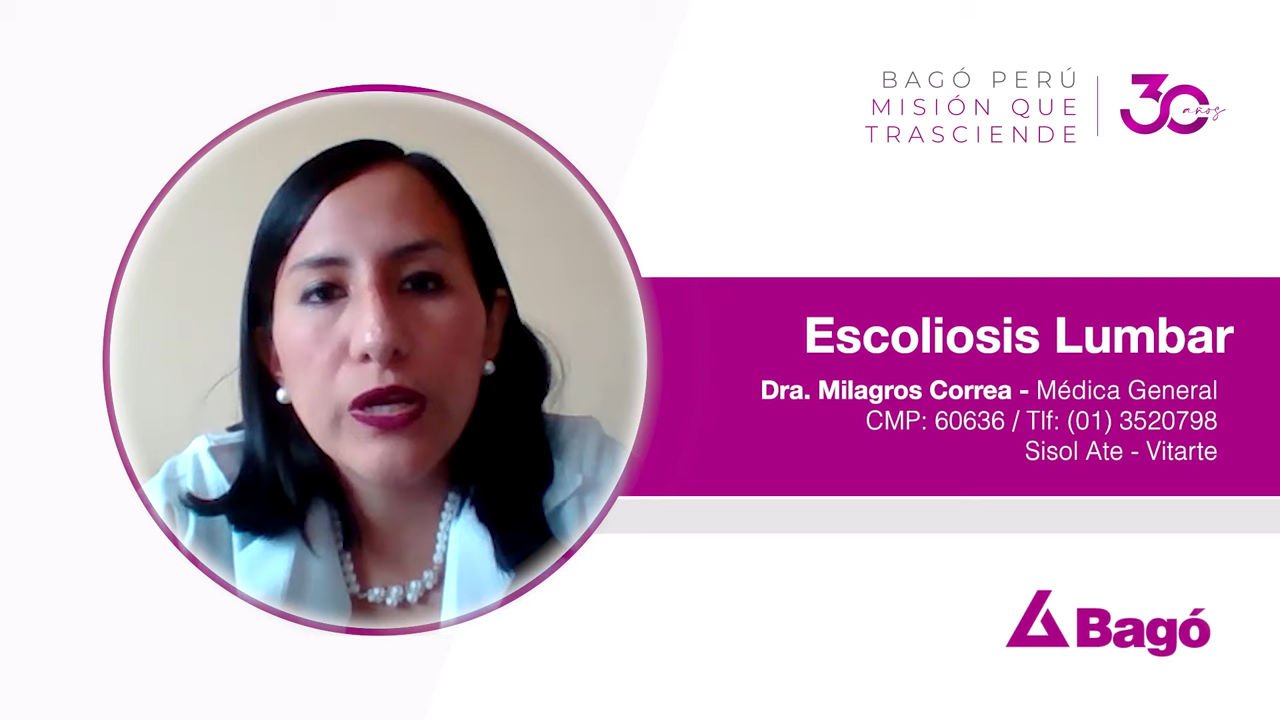 BAGÓ PERÚ
MISIÓN QUE
TRASCIENDE
30 años
Escoliosis Lumbar
Dra. Milagros Correa - Médica General
CMP: 60636 / Tlf: (01) 3520798
Sisol Ate - Vitarte
Bagó